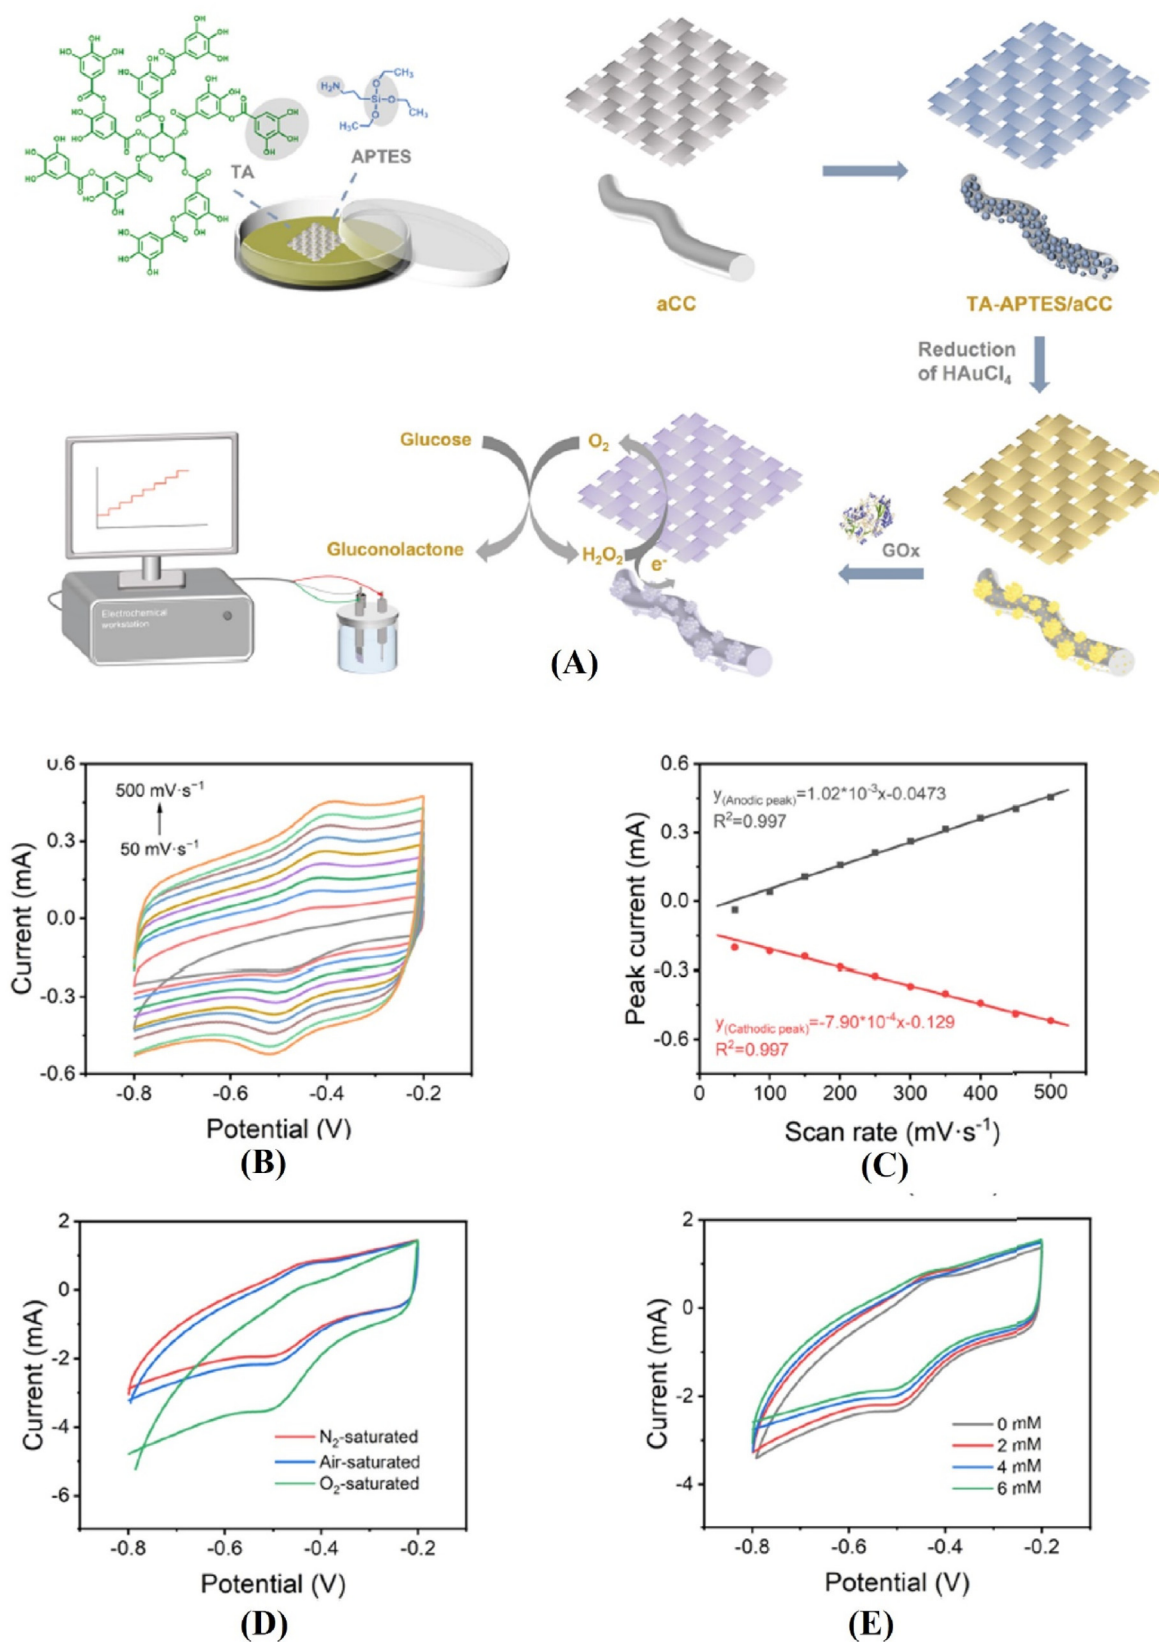 TA
APTES
H₂N
Si
CH₃
H₃C
CH₃
aCC
TA-APTES/aCC
Reduction
of HAuCl₄
Glucose
O₂
Gluconolactone
H₂O₂
e⁻
GOx
Electrochemical
workstation
(A)
0.6
0.3
0.0
-0.3
-0.6
Current (mA)
500 mV·s⁻¹
50 mV·s⁻¹
-0.8 -0.6 -0.4 -0.2
Potential (V)
(B)
0.6
0.3
0.0
-0.3
-0.6
Peak current (mA)
y(Anodic peak)=1.02*10⁻³x-0.0473
R²=0.997
y(Cathodic peak)=-7.90*10⁻⁴x-0.129
R²=0.997
0 100 200 300 400 500
Scan rate (mV·s⁻¹)
(C)
2
0
-2
-4
-6
Current (mA)
N₂-saturated
Air-saturated
O₂-saturated
-0.8 -0.6 -0.4 -0.2
Potential (V)
(D)
2
0
-2
-4
Current (mA)
0 mM
2 mM
4 mM
6 mM
-0.8 -0.6 -0.4 -0.2
Potential (V)
(E)